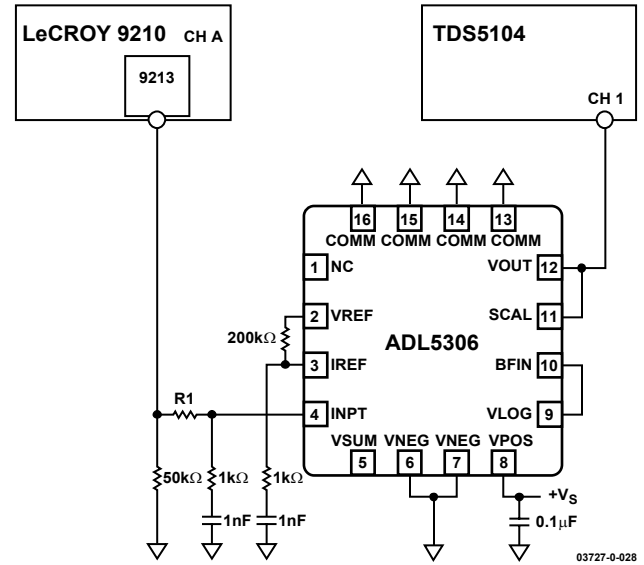 LeCROY 9210 CH A
9213
TDS5104
CH 1
16 15 14 13
COMM COMM COMM COMM
1 NC
VOUT 12
2 VREF
SCAL 11
200kΩ
ADL5306
3 IREF
BFIN 10
R1
4 INPT
VLOG 9
VSUM VNEG VNEG VPOS
5 6 7 8
50kΩ 1kΩ 1kΩ
+VS
1nF 1nF
0.1μF
03727-0-028